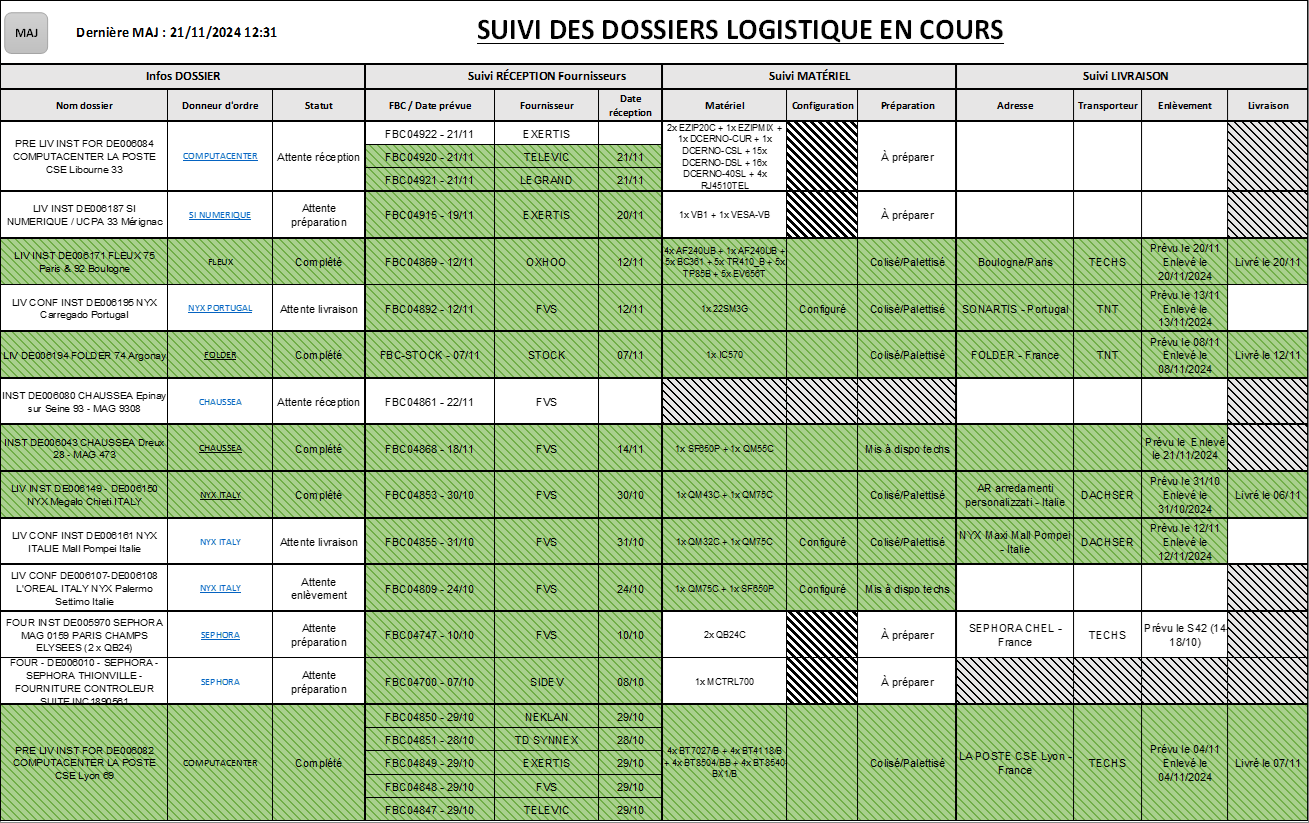 MAJ
Dernière MAJ : 21/11/2024 12:31
SUIVI DES DOSSIERS LOGISTIQUE EN COURS
Infos DOSSIER
Suivi RÉCEPTION Fournisseurs
Suivi MATÉRIEL
Suivi LIVRAISON
Nom dossier
Donneur d'ordre
Statut
FBC / Date prévue
Fournisseur
Date
réception
Matériel
Configuration
Préparation
Adresse
Transporteur
Enlèvement
Livraison
PRE LIV INST FOR DE006084
COMPUTACENTER LA POSTE
CSE Libourne 33
COMPUTACENTER
Attente réception
FBC04922 - 21/11
EXERTIS
FBC04920 - 21/11
TELEVIC
21/11
FBC04921 - 21/11
LEGRAND
21/11
2x EZIP20C + 1x EZIPMIX +
1x DCERNO-CUR + 1x
DCERNO-CSL + 15x
DCERNO-DSL + 16x
DCERNO-40SL + 4x
RJ4510TEL
À préparer
LIV INST DE006187 SI
NUMERIQUE / UCPA 33 Mérignac
SI NUMERIQUE
Attente
préparation
FBC04915 - 19/11
EXERTIS
20/11
1x VB1 + 1x VESA-VB
À préparer
LIV INST DE006171 FLEUX 75
Paris & 92 Boulogne
FLEUX
Complété
FBC04869 - 12/11
OXHOO
12/11
4x AF240UB + 1x AF240UB +
5x BC361 + 5x TR410_B + 5x
TP85B + 5x EV656T
Colisé/Palettisé
Boulogne/Paris
TECHS
Prévu le 20/11
Enlevé le
20/11/2024
Livré le 20/11
LIV CONF INST DE006195 NYX
Carregado Portugal
NYX PORTUGAL
Attente livraison
FBC04892 - 12/11
FVS
12/11
1x 22SM3G
Configuré
Colisé/Palettisé
SONARTIS - Portugal
TNT
Prévu le 13/11
Enlevé le
13/11/2024
LIV DE006194 FOLDER 74 Argonay
FOLDER
Complété
FBC-STOCK - 07/11
STOCK
07/11
1x IC570
Colisé/Palettisé
FOLDER - France
TNT
Prévu le 08/11
Enlevé le
08/11/2024
Livré le 12/11
INST DE006080 CHAUSSEA Epinay
sur Seine 93 - MAG 9308
CHAUSSEA
Attente réception
FBC04861 - 22/11
FVS
INST DE006043 CHAUSSEA Dreux
28 - MAG 473
CHAUSSEA
Complété
FBC04868 - 18/11
FVS
14/11
1x SF650P + 1x QM55C
Mis à dispo techs
Prévu le Enlevé
le 21/11/2024
LIV INST DE006149 - DE006150
NYX Megalo Chieti ITALY
NYX ITALY
Complété
FBC04853 - 30/10
FVS
30/10
1x QM43C + 1x QM75C
Colisé/Palettisé
AR arredamenti
personalizzati - Italie
DACHSER
Prévu le 31/10
Enlevé le
31/10/2024
Livré le 06/11
LIV CONF INST DE006161 NYX
ITALIE Mall Pompei Italie
NYX ITALY
Attente livraison
FBC04855 - 31/10
FVS
31/10
1x QM32C + 1x QM75C
Configuré
Colisé/Palettisé
NYX Maxi Mall Pompei
- Italie
DACHSER
Prévu le 12/11
Enlevé le
12/11/2024
LIV CONF DE006107-DE006108
L'OREAL ITALY NYX Palermo
Settimo Italie
NYX ITALY
Attente
enlèvement
FBC04809 - 24/10
FVS
24/10
1x QM75C + 1x SF650P
Configuré
Mis à dispo techs
FOUR INST DE005970 SEPHORA
MAG 0159 PARIS CHAMPS
ELYSEES (2 x QB24)
SEPHORA
Attente
préparation
FBC04747 - 10/10
FVS
10/10
2x QB24C
À préparer
SEPHORA CHEL -
France
TECHS
Prévu le S42 (14
18/10)
FOUR - DE006010 - SEPHORA -
SEPHORA THIONVILLE -
FOURNITURE CONTROLEUR
SUITE INC1890561
SEPHORA
Attente
préparation
FBC04700 - 07/10
SIDEV
08/10
1x MCTRL700
À préparer
PRE LIV INST FOR DE006082
COMPUTACENTER LA POSTE
CSE Lyon 69
COMPUTACENTER
Complété
FBC04850 - 29/10
NEKLAN
29/10
FBC04851 - 28/10
TD SYNNEX
28/10
FBC04849 - 29/10
EXERTIS
29/10
FBC04848 - 29/10
FVS
29/10
FBC04847 - 29/10
TELEVIC
29/10
4x BT7027/B + 4x BT4118/B
+ 4x BT8504/BB + 4x BT8540
BX1/B
Colisé/Palettisé
LA POSTE CSE Lyon -
France
TECHS
Prévu le 04/11
Enlevé le
04/11/2024
Livré le 07/11